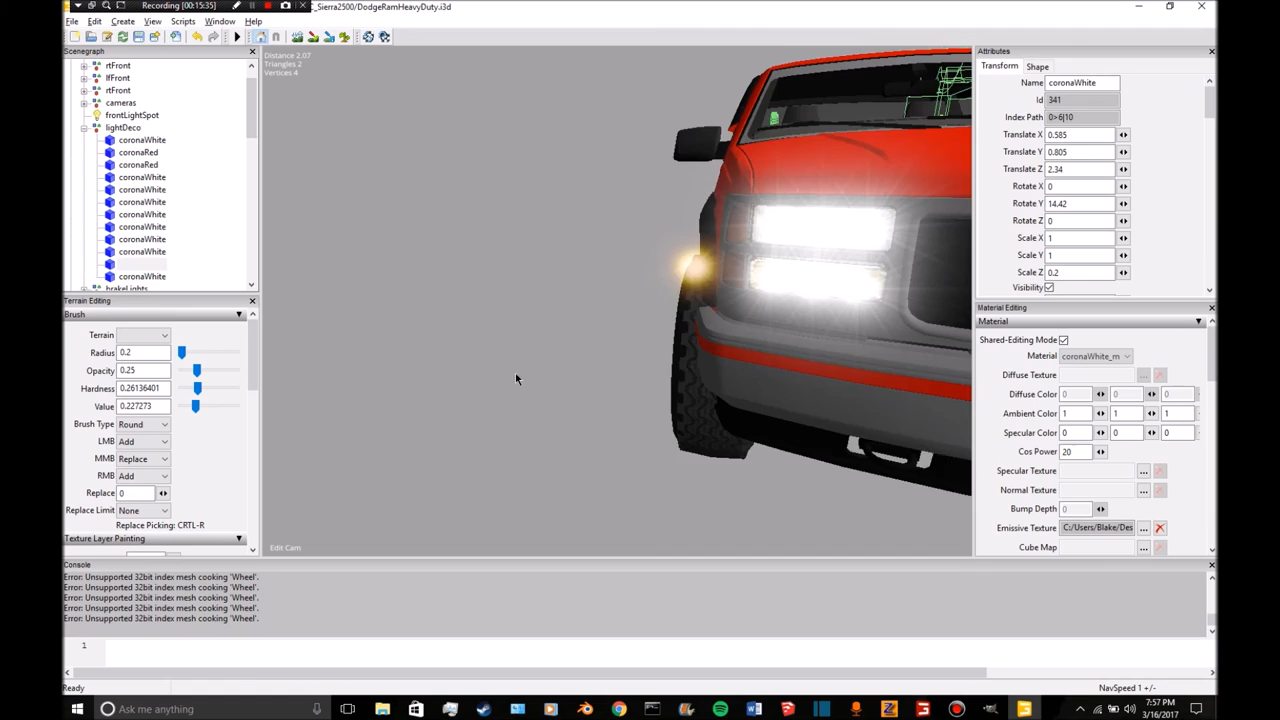 Recording [00:15:35]
C_Sierra2500/DodgeRamHeavyDuty.i3d
File Edit Create View Scripts Window Help
Scenegraph
rtFront
lfFront
rtFront
cameras
frontLightSpot
lightDeco
coronaWhite
coronaRed
coronaRed
coronaWhite
coronaWhite
coronaWhite
coronaWhite
coronaWhite
coronaWhite
coronaWhite
coronaWhite
brakeLights
Terrain Editing
Brush
Terrain
Radius 0.2
Opacity 0.25
Hardness 0.26136401
Value 0.227273
Brush Type Round
LMB Add
MMB Replace
RMB Add
Replace 0
Replace Limit None
Replace Picking: CRTL-R
Texture Layer Painting
Distance 2.07
Triangles 2
Vertices 4
Edit Cam
Attributes
Transform Shape
Name coronaWhite
Id 341
Index Path 0>6|10
Translate X 0.585
Translate Y 0.805
Translate Z 2.34
Rotate X 0
Rotate Y 14.42
Rotate Z 0
Scale X 1
Scale Y 1
Scale Z 0.2
Visibility
Material Editing
Material
Shared-Editing Mode
Material coronaWhite_m
Diffuse Texture ...
Diffuse Color 0 0 0
Ambient Color 1 1 1
Specular Color 0 0 0
Cos Power 20
Specular Texture ...
Normal Texture ...
Bump Depth 0
Emissive Texture C:/Users/Blake/Des ...
Cube Map ...
Console
Error: Unsupported 32bit index mesh cooking 'Wheel'.
Error: Unsupported 32bit index mesh cooking 'Wheel'.
Error: Unsupported 32bit index mesh cooking 'Wheel'.
Error: Unsupported 32bit index mesh cooking 'Wheel'.
Error: Unsupported 32bit index mesh cooking 'Wheel'.
1
Ready
NavSpeed 1 +/-
Ask me anything
7:57 PM
3/16/2017